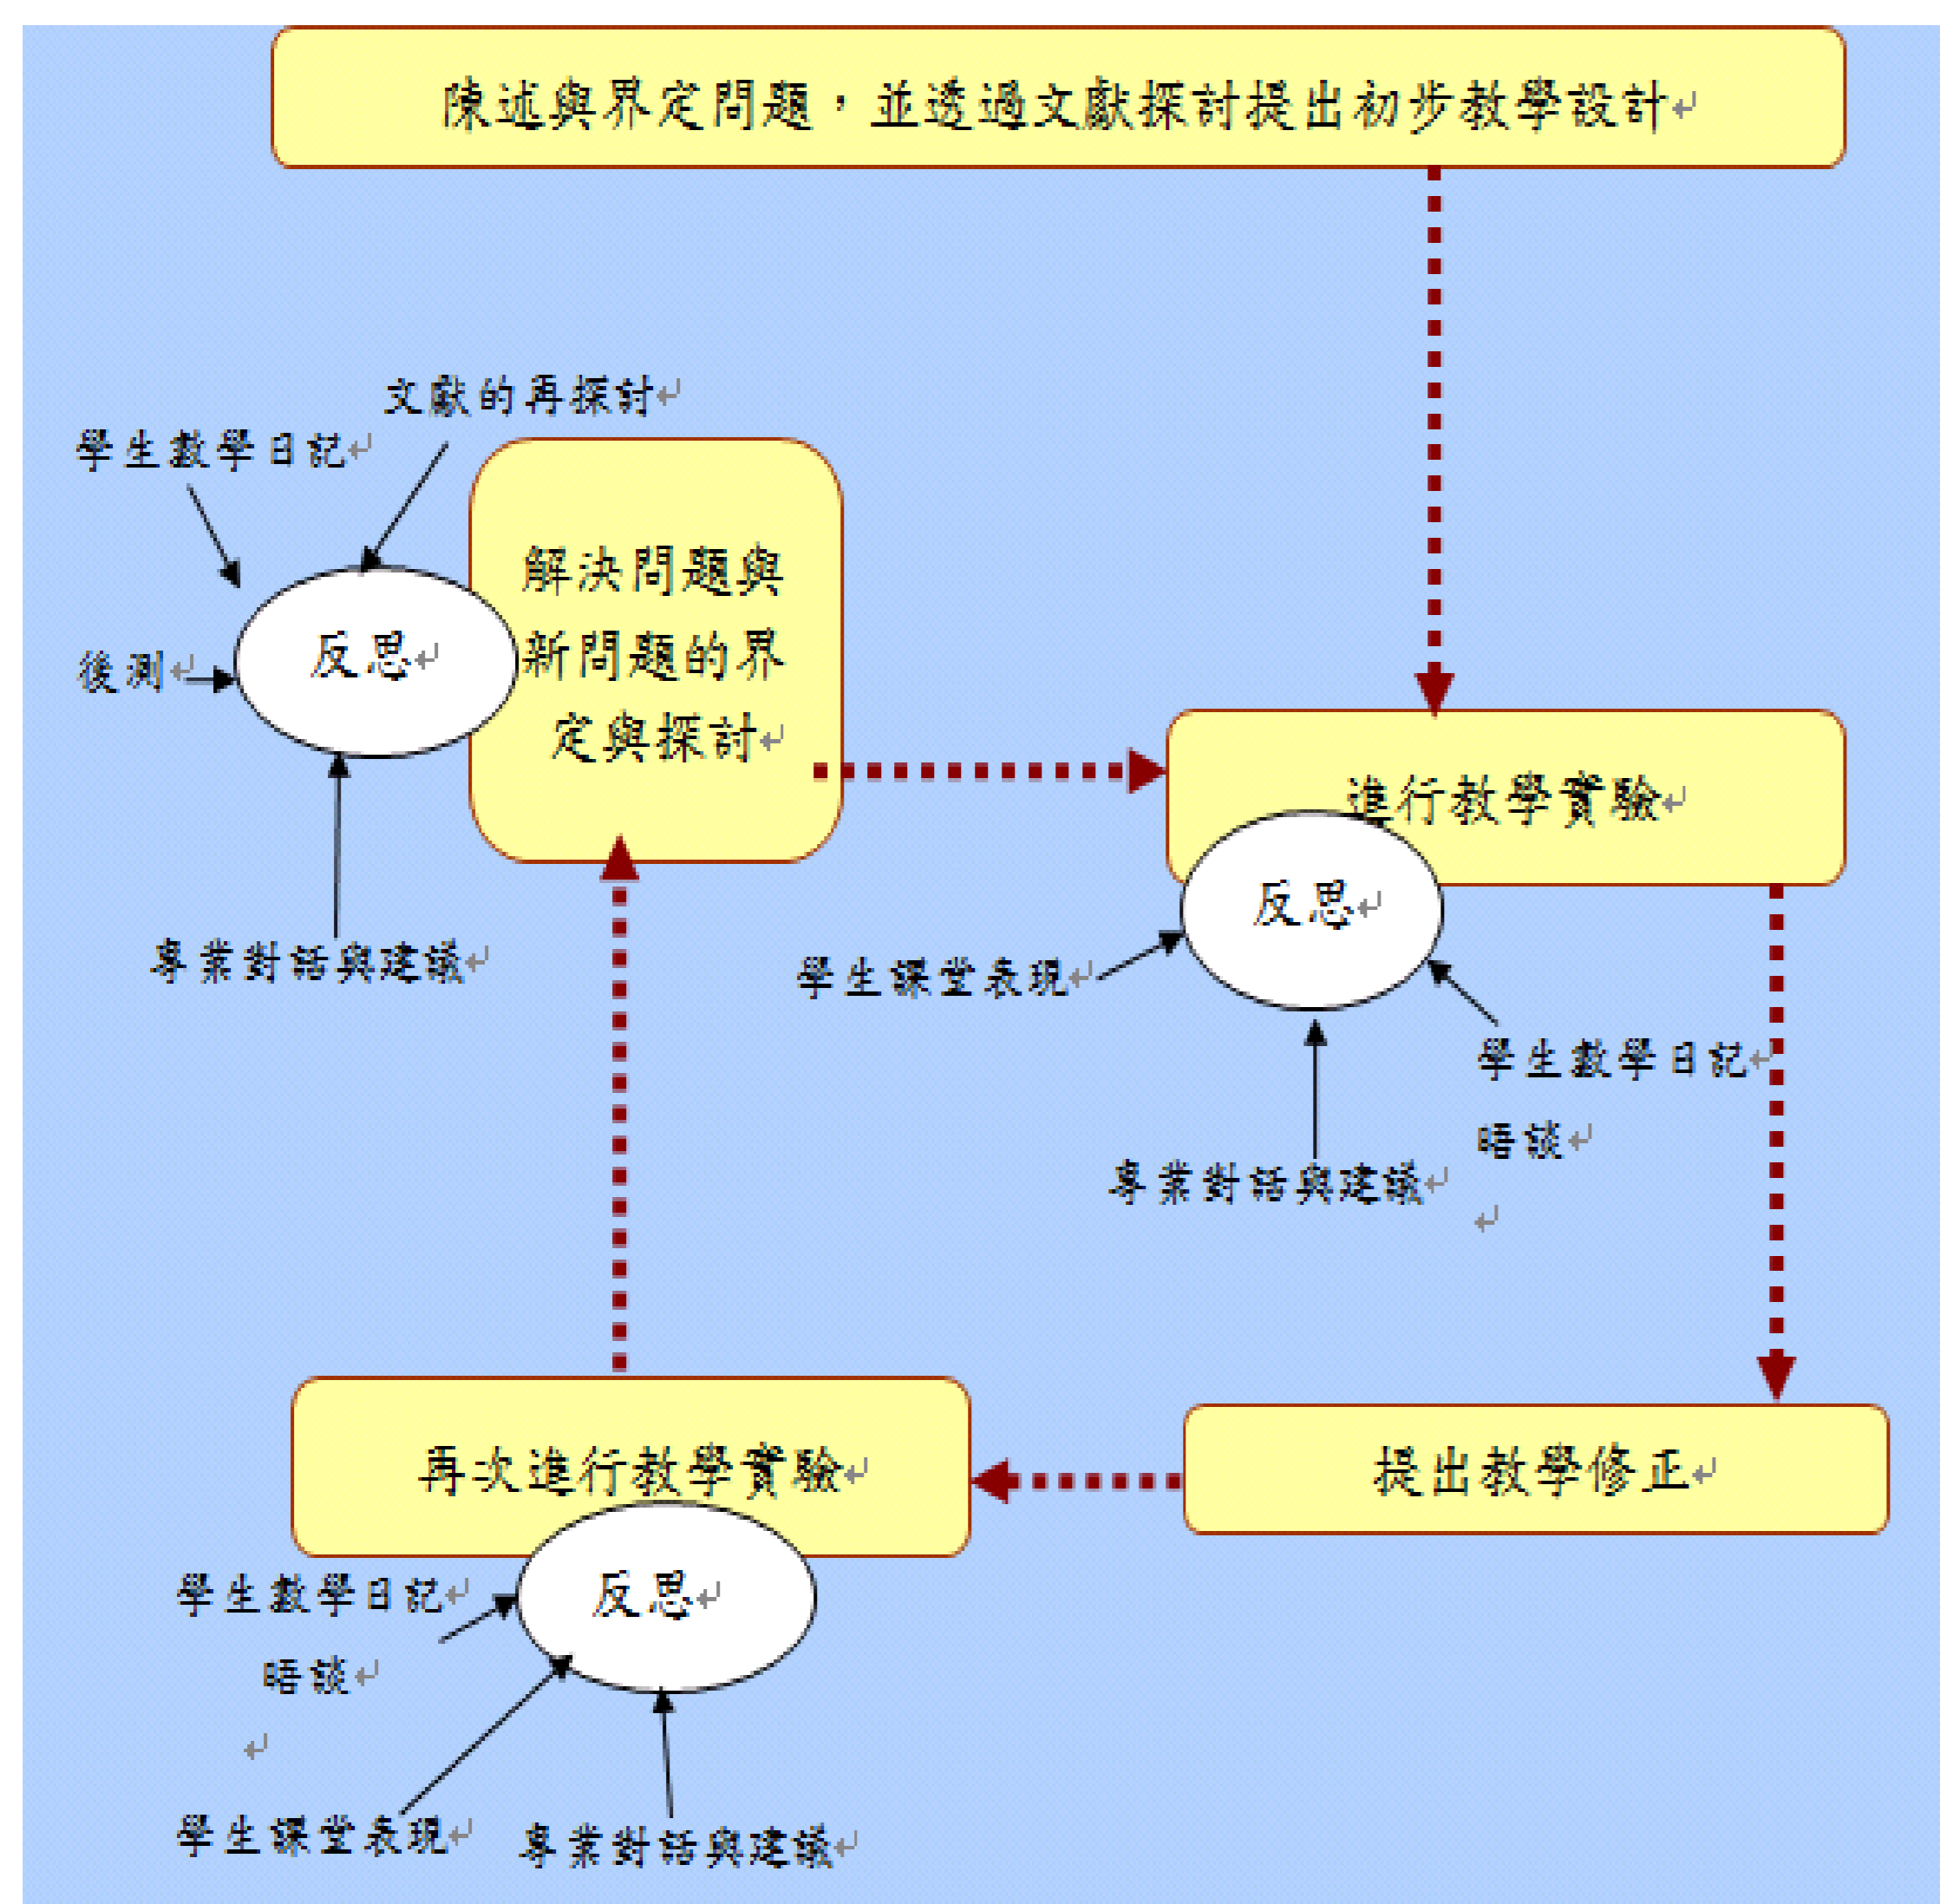 陳述與界定問題，並透過文獻探討提出初步教學設計
文獻的再探討
學生數學日記
解決問題與
新問題的界
定與探討
反思
後測
專業對話與建議
進行教學實驗
反思
學生課堂表現
學生數學日記
晤談
專業對話與建議
提出教學修正
再次進行教學實驗
反思
學生數學日記
晤談
學生課堂表現
專業對話與建議